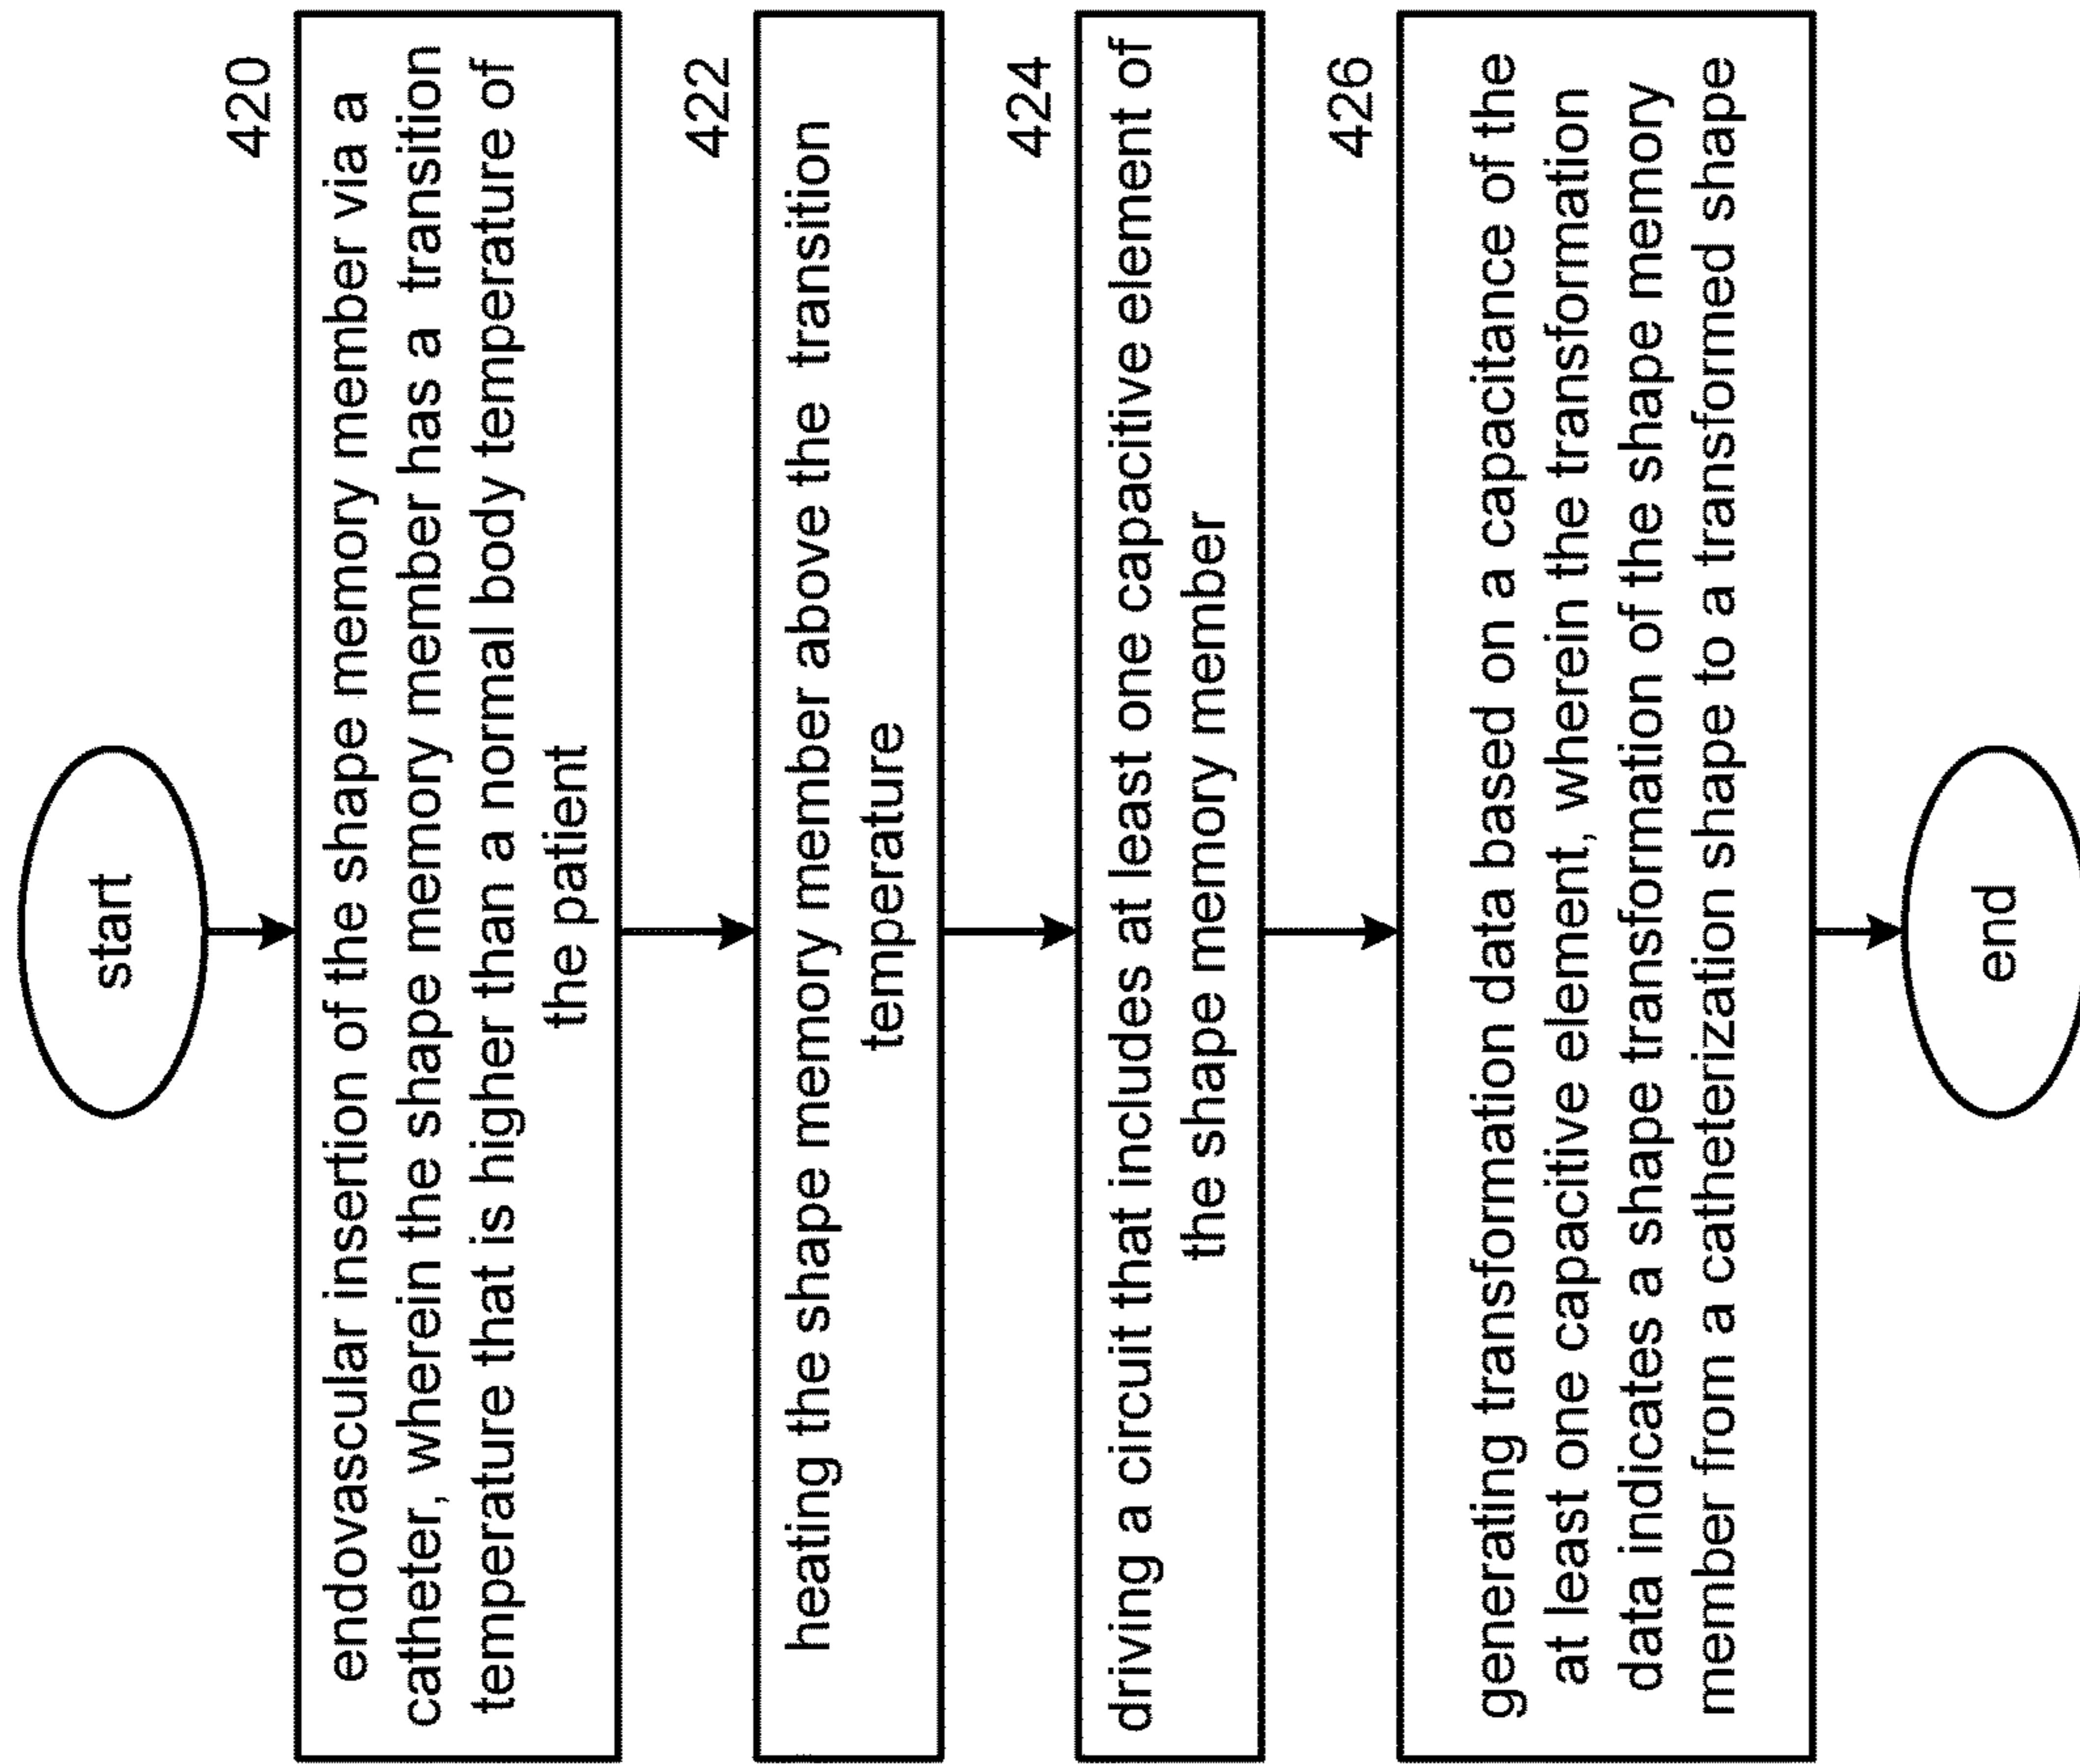 start
420
endovascular insertion of the shape memory member via a
catheter, wherein the shape memory member has a transition
temperature that is higher than a normal body temperature of
the patient
422
heating the shape memory member above the transition
temperature
424
driving a circuit that includes at least one capacitive element of
the shape memory member
426
generating transformation data based on a capacitance of the
at least one capacitive element, wherein the transformation
data indicates a shape transformation of the shape memory
member from a catheterization shape to a transformed shape
end